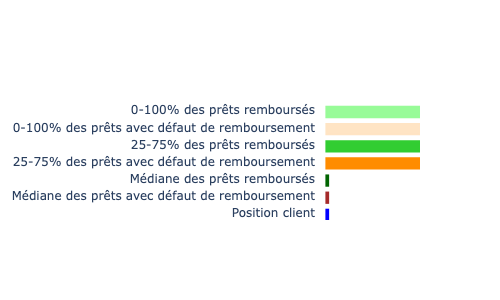 0-100% des prêts remboursés
0-100% des prêts avec défaut de remboursement
25-75% des prêts remboursés
25-75% des prêts avec défaut de remboursement
Médiane des prêts remboursés
Médiane des prêts avec défaut de remboursement
Position client